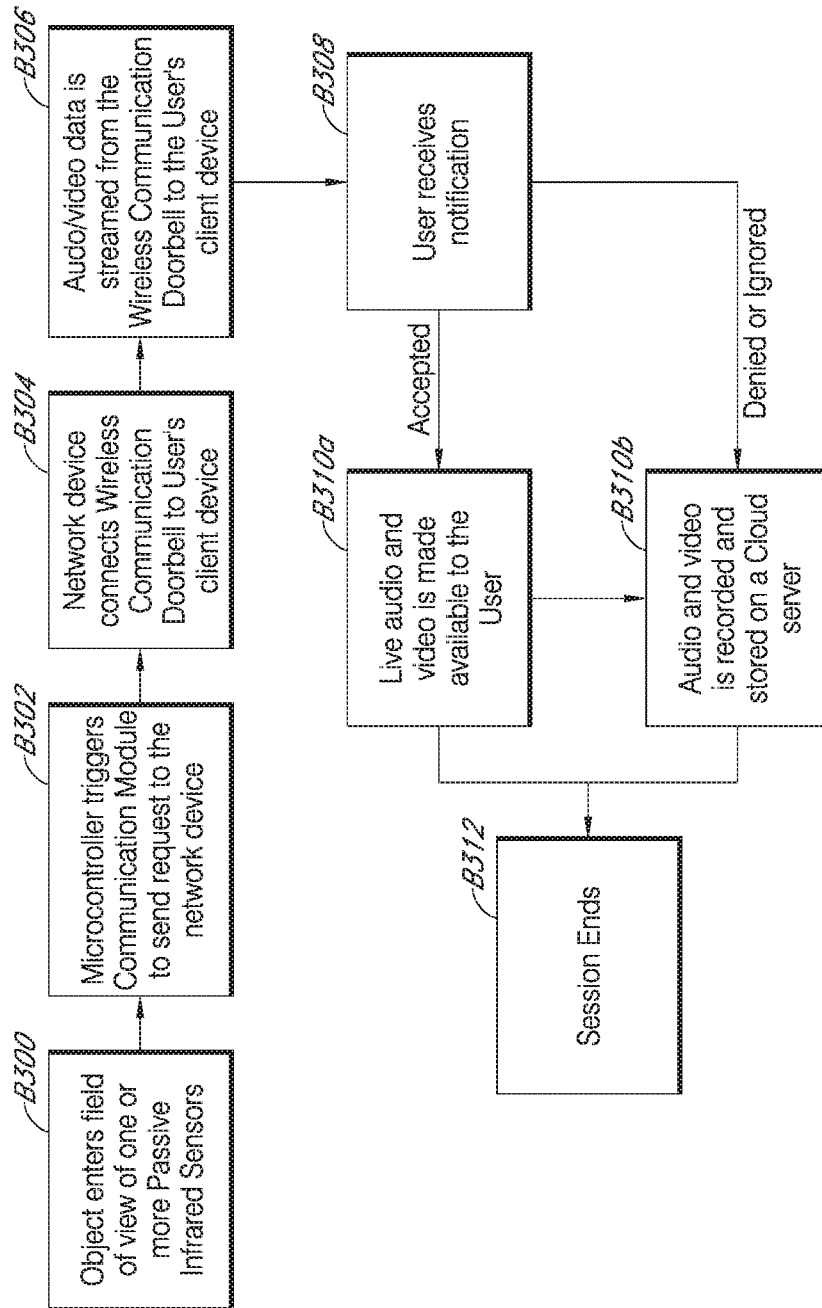 B300
Object enters field
of view of one or
more Passive
Infrared Sensors
B302
Microcontroller triggers
Communication Module
to send request to the
network device
B304
Network device
connects Wireless
Communication
Doorbell to User's
client device
B306
Audo/video data is
streamed from the
Wireless Communication
Doorbell to the User's
client device
B308
User receives
notification
Accepted
Denied or Ignored
B310a
Live audio and
video is made
available to the
User
B310b
Audio and video
is recorded and
stored on a Cloud
server
B312
Session Ends